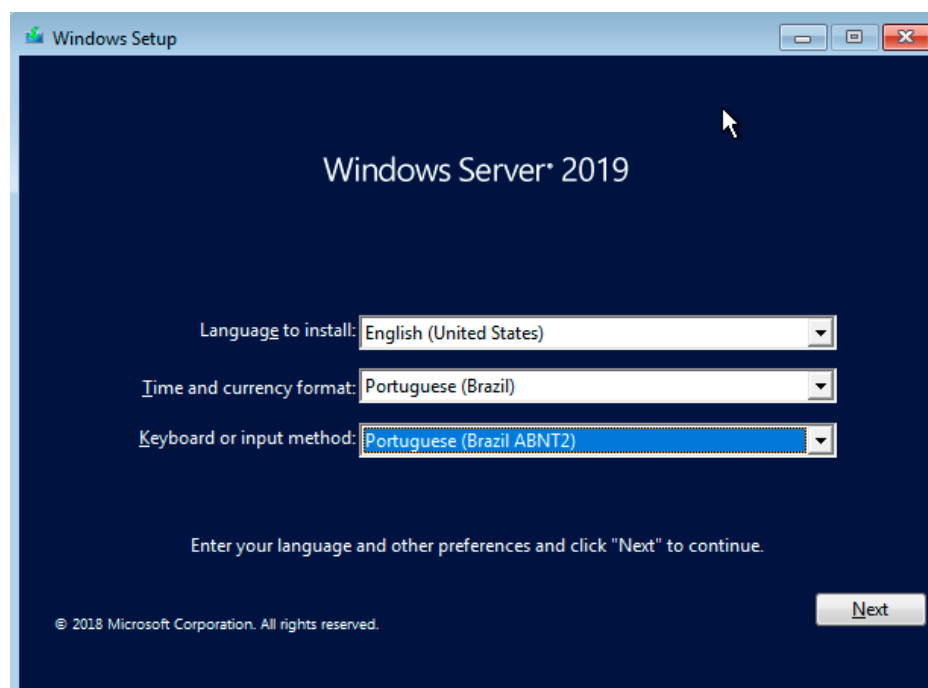 Windows Setup
Windows Server® 2019
Language to install: English (United States)
Time and currency format: Portuguese (Brazil)
Keyboard or input method: Portuguese (Brazil ABNT2)
Enter your language and other preferences and click "Next" to continue.
Next
© 2018 Microsoft Corporation. All rights reserved.